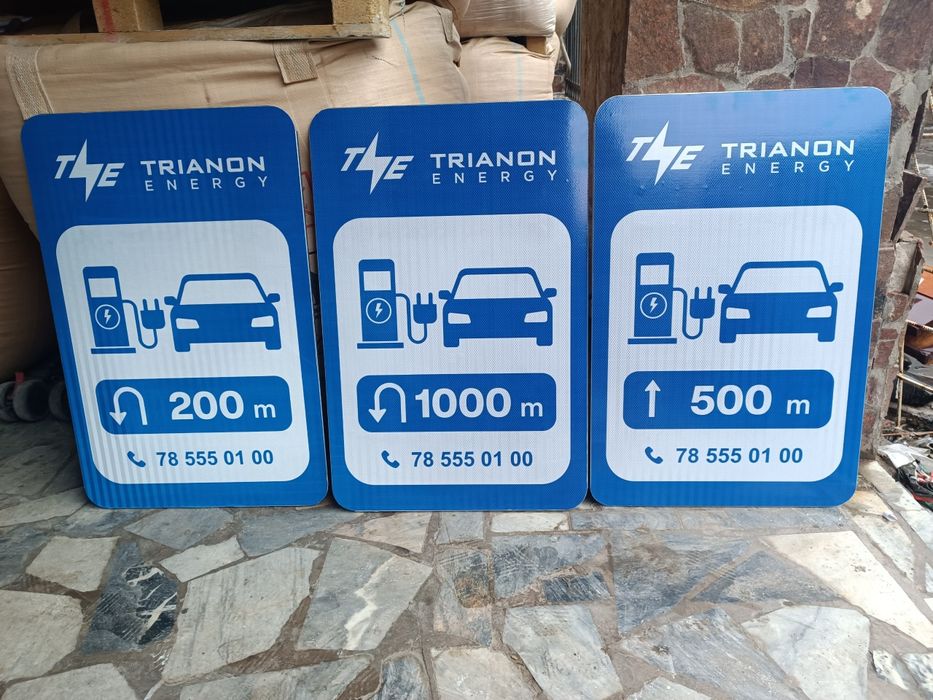 TE TRIANON
ENERGY
200 m
78 555 01 00
TE TRIANON
ENERGY
1000 m
78 555 01 00
TE TRIANON
ENERGY
500 m
78 555 01 00